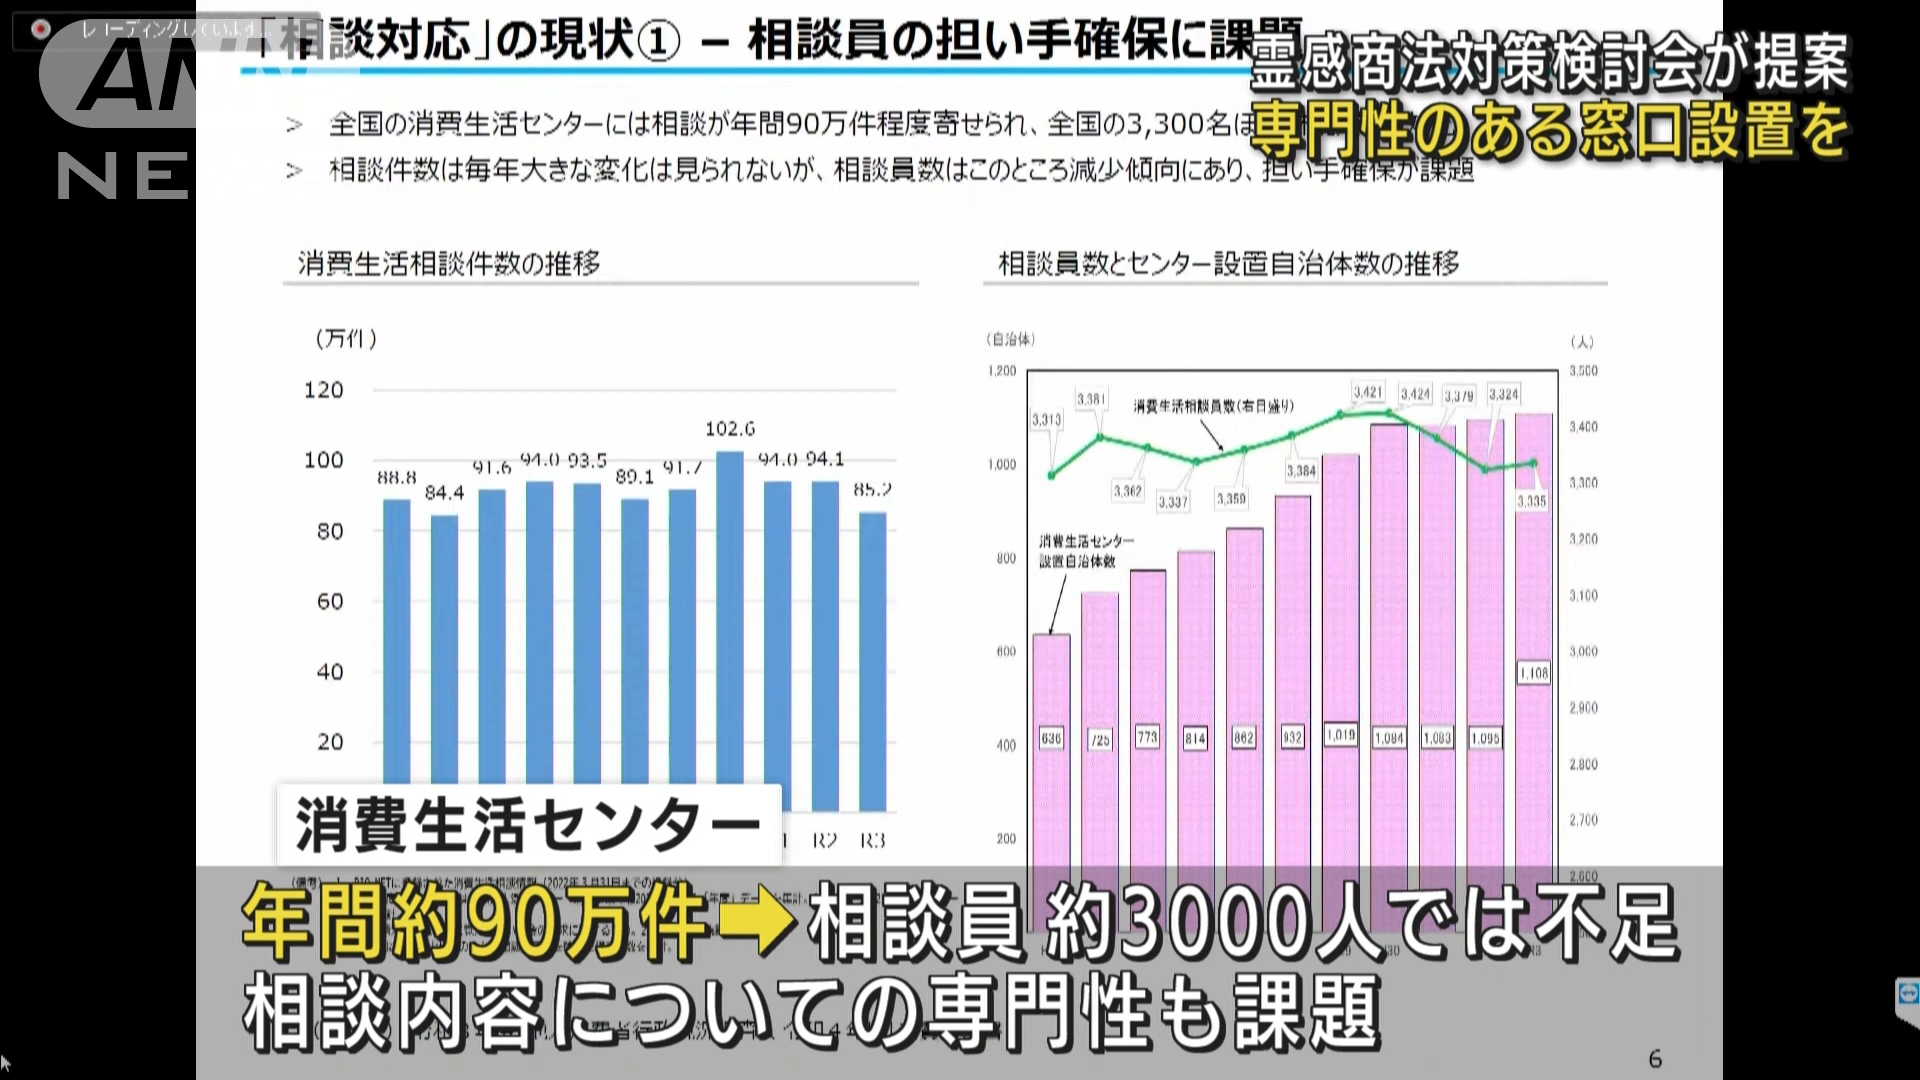 レコーディングしています...
ANN
NEWS
「相談対応」の現状① – 相談員の担い手確保に課題
霊感商法対策検討会が提案
専門性のある窓口設置を
> 全国の消費生活センターには相談が年間90万件程度寄せられ、全国の3,300名ほ
> 相談件数は毎年大きな変化は見られないが、相談員数はこのところ減少傾向にあり、担い手確保が課題
消費生活相談件数の推移
(万件)
120
100
80
60
40
20
88.8 84.4 91.6 94.0 93.5 89.1 91.7 102.6 94.0 94.1 85.2
R2 R3
相談員数とセンター設置自治体数の推移
(自治体)
(人)
1,200
1,000
800
600
400
200
3,500
3,400
3,300
3,200
3,100
3,000
2,900
2,800
2,700
2,600
消費生活相談員数(右目盛り)
3,313 3,381 3,362 3,337 3,359 3,384 3,421 3,424 3,379 3,324 3,335
消費生活センター
設置自治体数
636 725 773 814 862 932 1,019 1,084 1,083 1,095 1,108
消費生活センター
年間約90万件➡相談員 約3000人では不足
相談内容についての専門性も課題
6